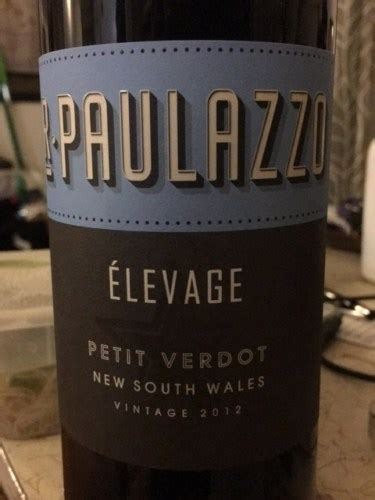 R·PAULAZZO
ÉLEVAGE
PETIT VERDOT
NEW SOUTH WALES
VINTAGE 2012